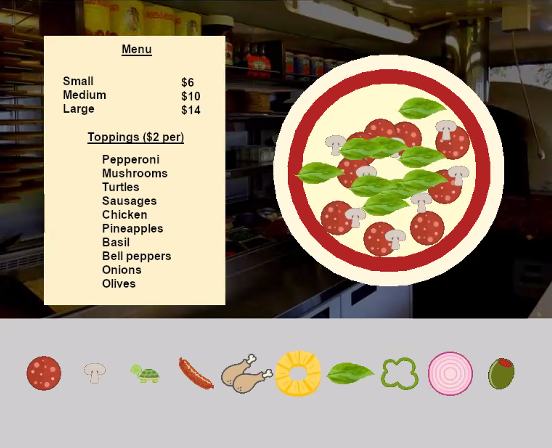 Menu
Small $6
Medium $10
Large $14
Toppings ($2 per)
Pepperoni
Mushrooms
Turtles
Sausages
Chicken
Pineapples
Basil
Bell peppers
Onions
Olives